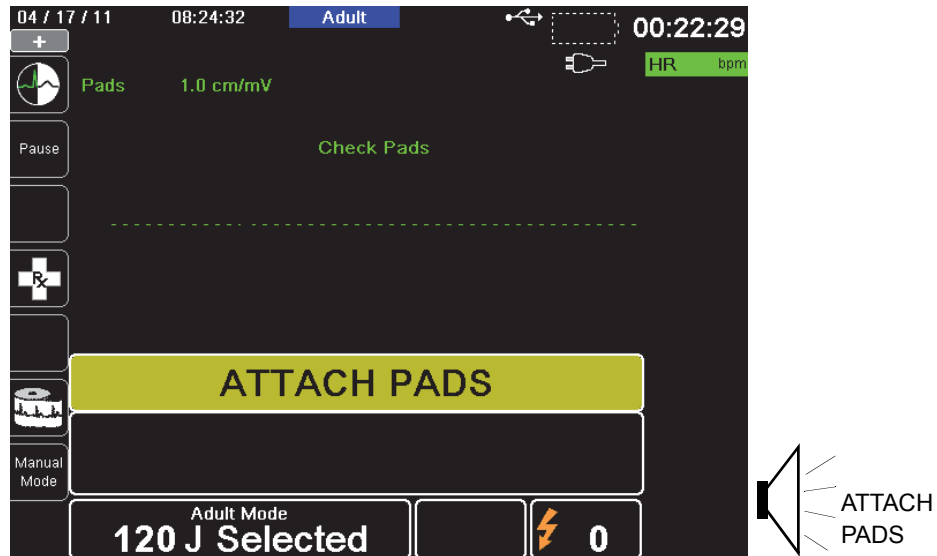 04 / 17 / 11 08:24:32 Adult 00:22:29
+
HR bpm
Pads 1.0 cm/mV
Pause
Check Pads
Rx
ATTACH PADS
Manual
Mode
Adult Mode
120 J Selected 0
ATTACH
PADS